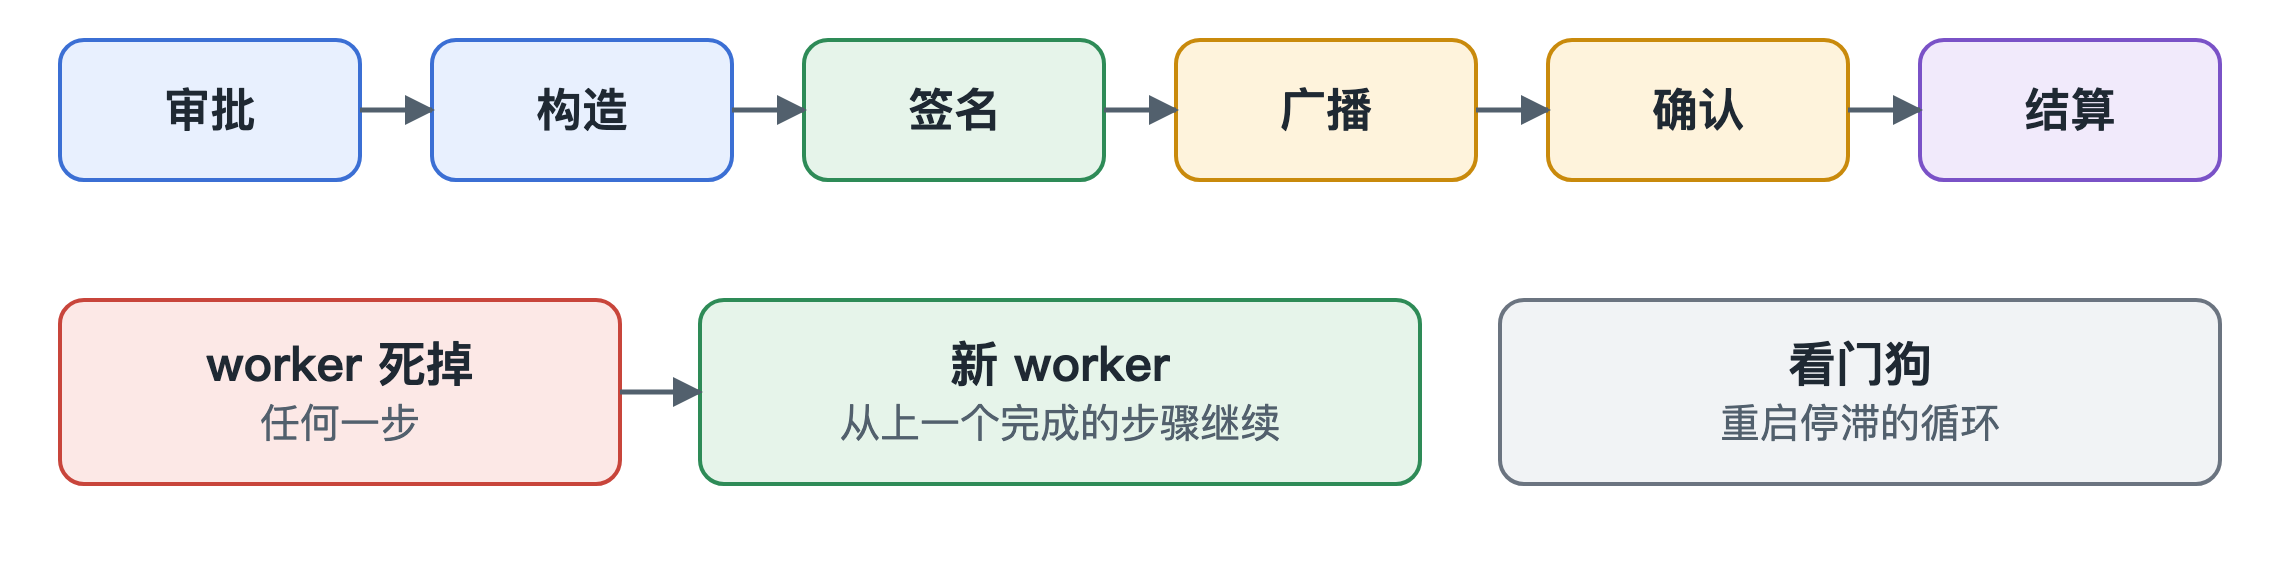 审批
构造
签名
广播
确认
结算
worker 死掉
任何一步
新 worker
从上一个完成的步骤继续
看门狗
重启停滞的循环